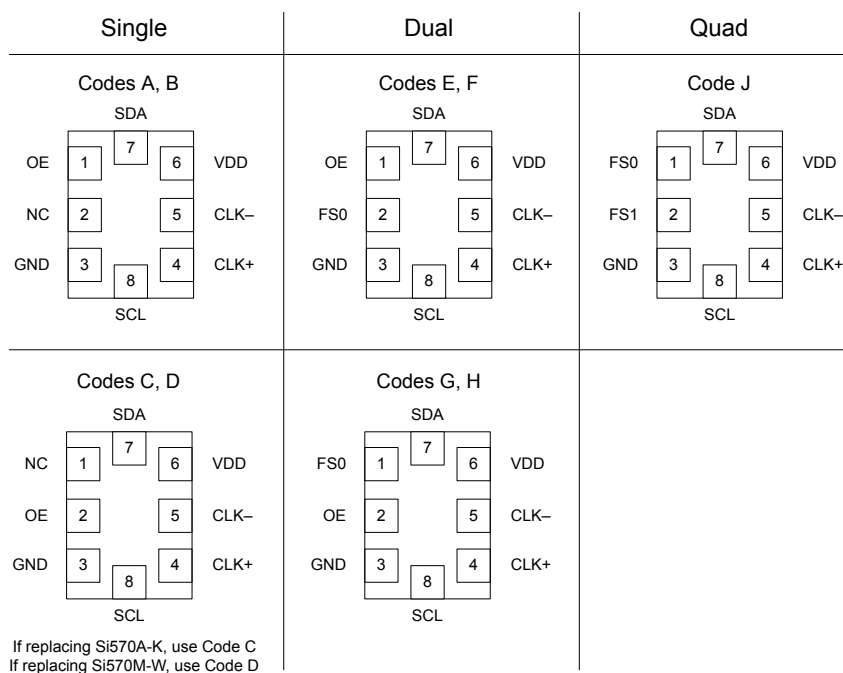 Single
Dual
Quad
Codes A, B
SDA
7
OE 1 6 VDD
NC 2 5 CLK–
GND 3 4 CLK+
8
SCL
Codes E, F
SDA
7
OE 1 6 VDD
FS0 2 5 CLK–
GND 3 4 CLK+
8
SCL
Code J
SDA
7
FS0 1 6 VDD
FS1 2 5 CLK–
GND 3 4 CLK+
8
SCL
Codes C, D
SDA
7
NC 1 6 VDD
OE 2 5 CLK–
GND 3 4 CLK+
8
SCL
If replacing Si570A-K, use Code C
If replacing Si570M-W, use Code D
Codes G, H
SDA
7
FS0 1 6 VDD
OE 2 5 CLK–
GND 3 4 CLK+
8
SCL